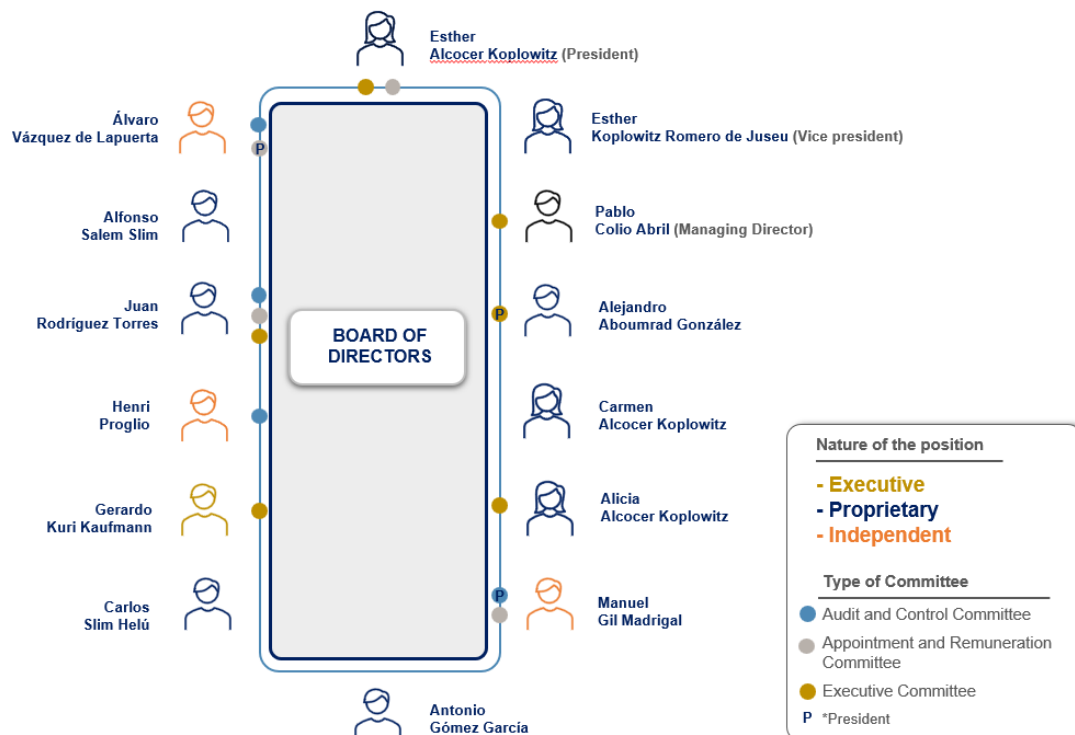 Esther
Alcocer Koplowitz (President)
Álvaro
Vázquez de Lapuerta
P
Esther
Koplowitz Romero de Juseu (Vice president)
Alfonso
Salem Slim
Pablo
Colio Abril (Managing Director)
Juan
Rodríguez Torres
P
Alejandro
Aboumrad González
BOARD OF
DIRECTORS
Henri
Proglio
Carmen
Alcocer Koplowitz
Gerardo
Kuri Kaufmann
Alicia
Alcocer Koplowitz
Carlos
Slim Helú
P
Manuel
Gil Madrigal
Antonio
Gómez García
Nature of the position
- Executive
- Proprietary
- Independent
Type of Committee
Audit and Control Committee
Appointment and Remuneration
Committee
Executive Committee
P *President